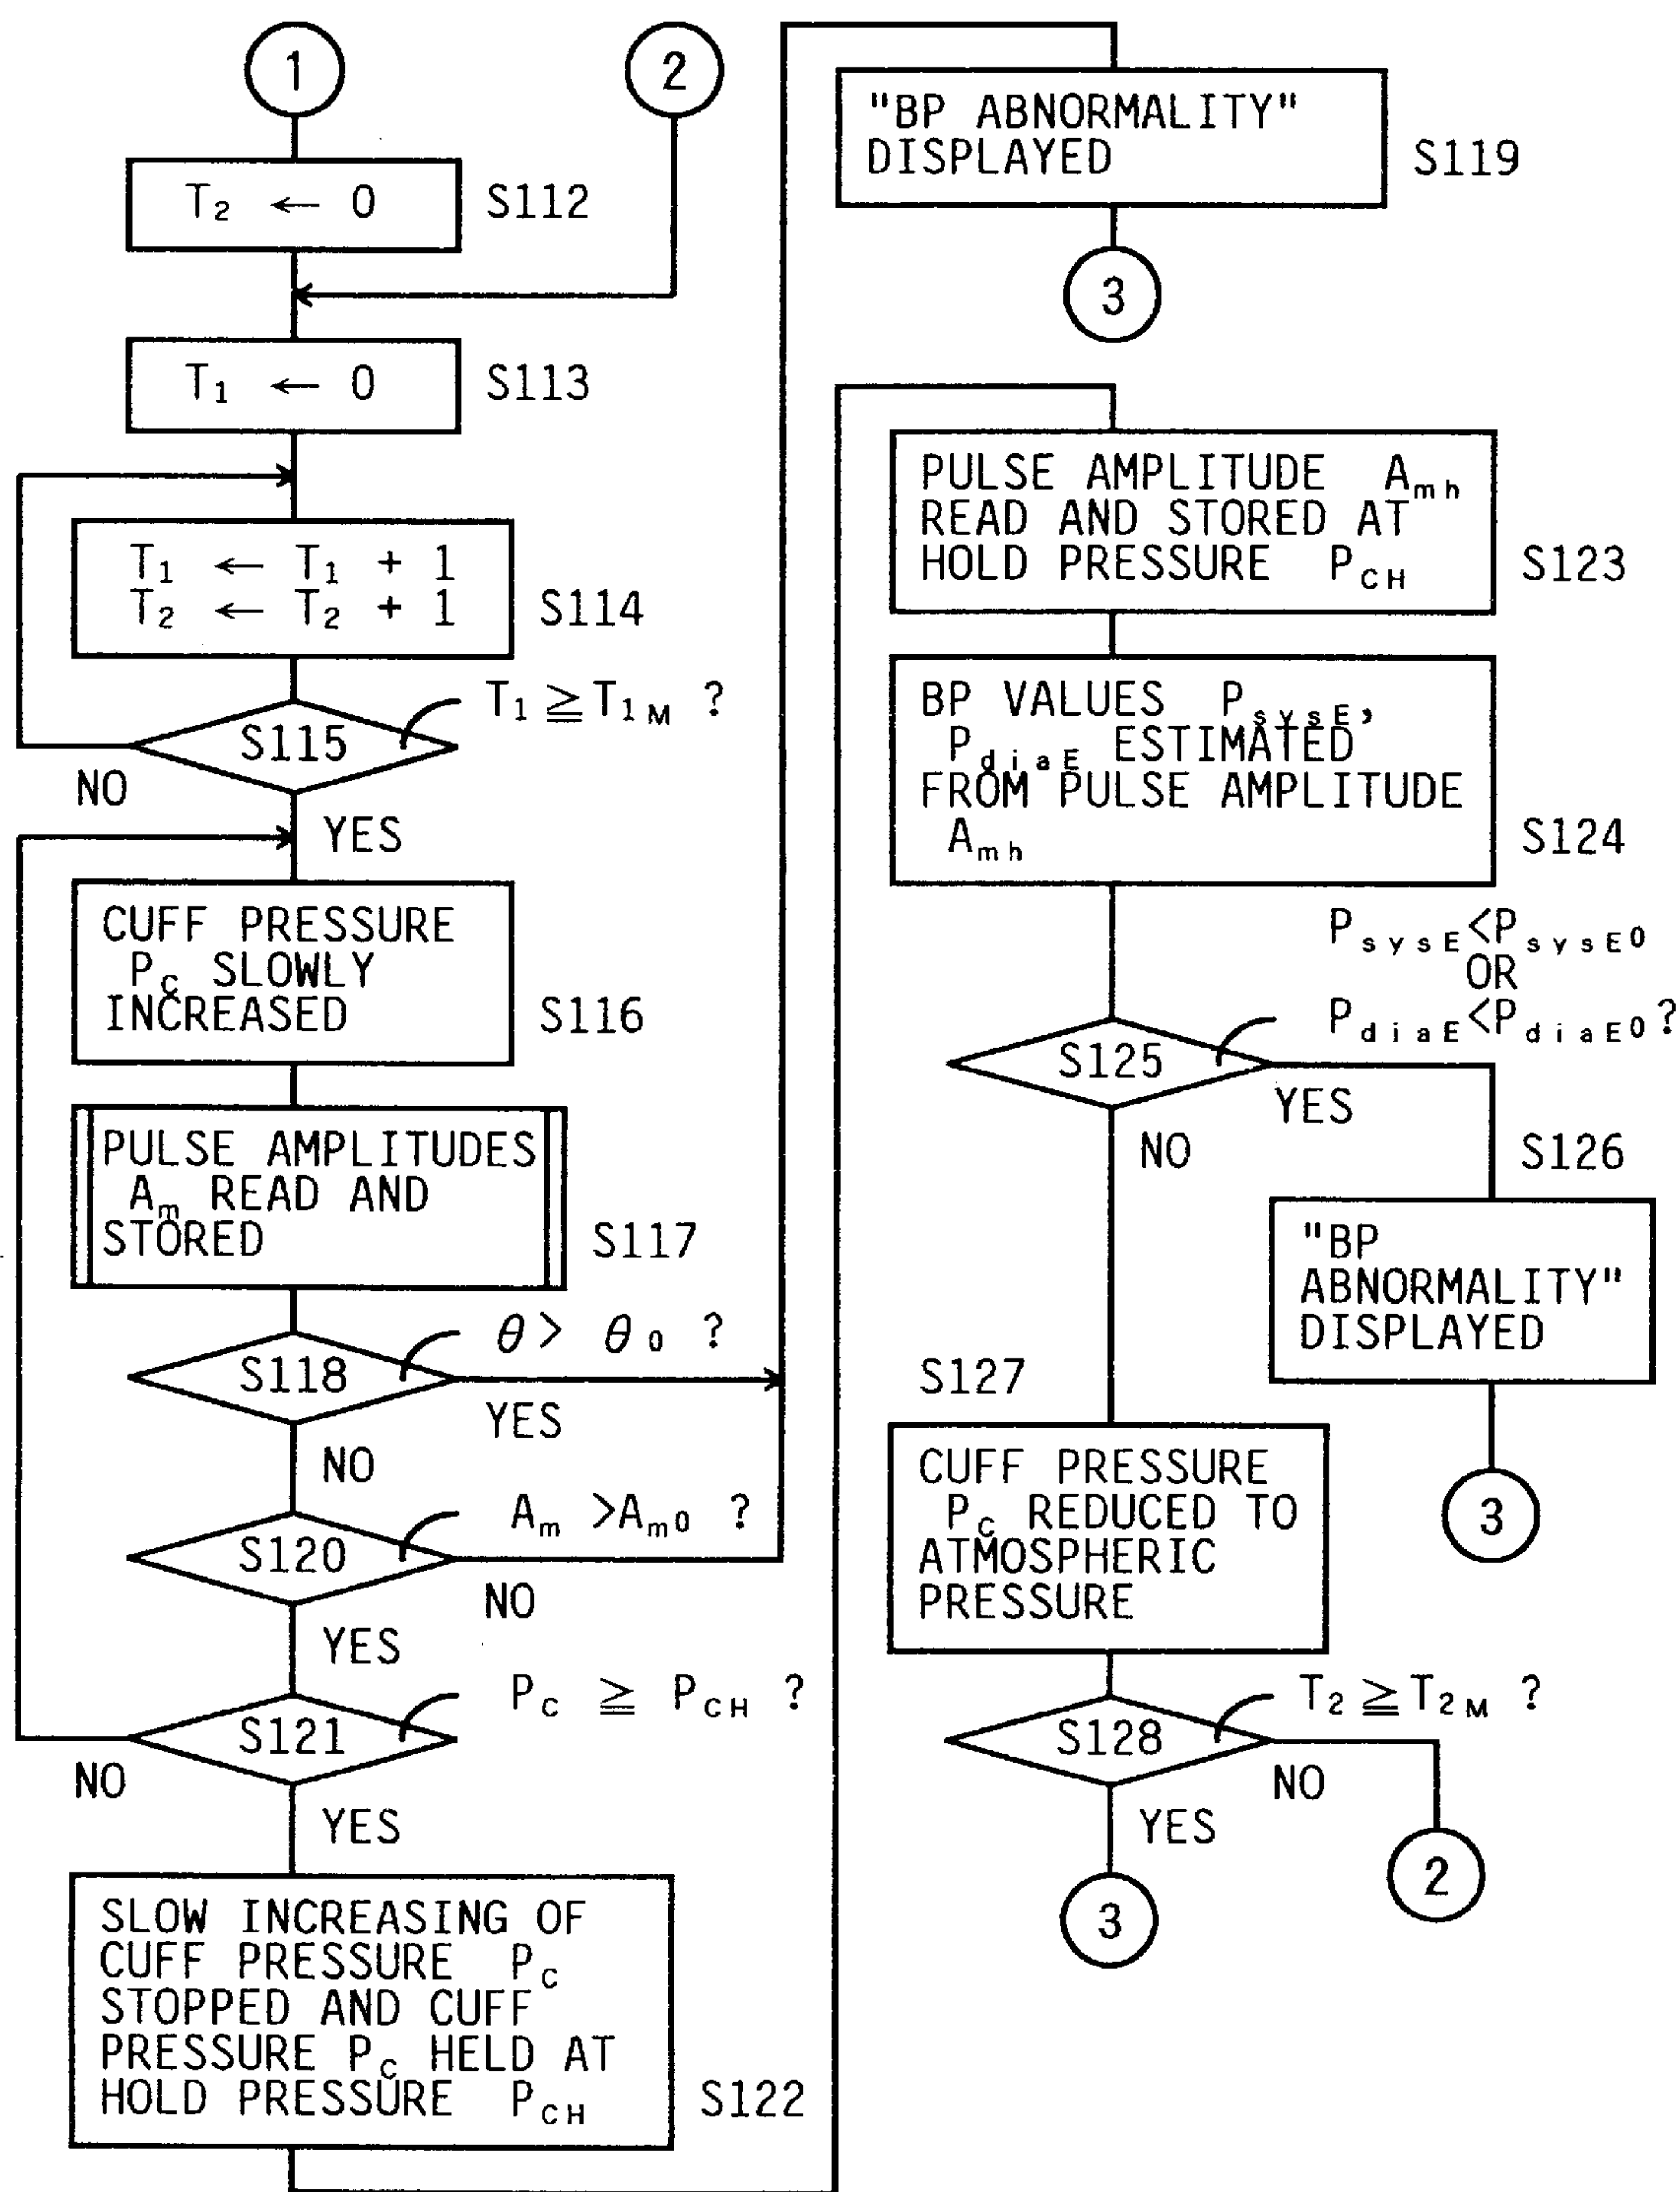 1
T₂ ← 0
S112
2
T₁ ← 0
S113
T₁ ← T₁ + 1
T₂ ← T₂ + 1
S114
T₁ ≧ T₁M ?
S115
NO
YES
CUFF PRESSURE
Pc SLOWLY
INCREASED
S116
PULSE AMPLITUDES
Am READ AND
STORED
S117
θ > θ₀ ?
S118
YES
NO
Am >Am0 ?
S120
NO
YES
Pc ≧ PCH ?
S121
NO
YES
SLOW INCREASING OF
CUFF PRESSURE Pc
STOPPED AND CUFF
PRESSURE Pc HELD AT
HOLD PRESSURE PCH
S122
"BP ABNORMALITY"
DISPLAYED
S119
3
PULSE AMPLITUDE Amh
READ AND STORED AT
HOLD PRESSURE PCH
S123
BP VALUES PsysE,
PdiaE ESTIMATED
FROM PULSE AMPLITUDE
Amh
S124
PsysE<PsysE0
OR
PdiaE<PdiaE0?
S125
YES
NO
S126
"BP
ABNORMALITY"
DISPLAYED
3
S127
CUFF PRESSURE
Pc REDUCED TO
ATMOSPHERIC
PRESSURE
T₂ ≧ T₂M ?
S128
NO
YES
2
3